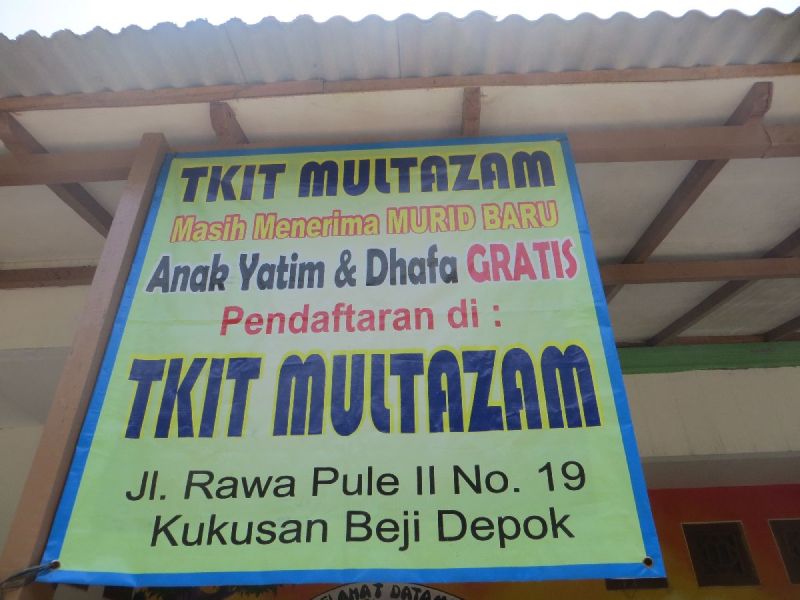 TKIT MULTAZAM
Masih Menerima MURID BARU
Anak Yatim & Dhafa GRATIS
Pendaftaran di :
TKIT MULTAZAM
Jl. Rawa Pule II No. 19
Kukusan Beji Depok